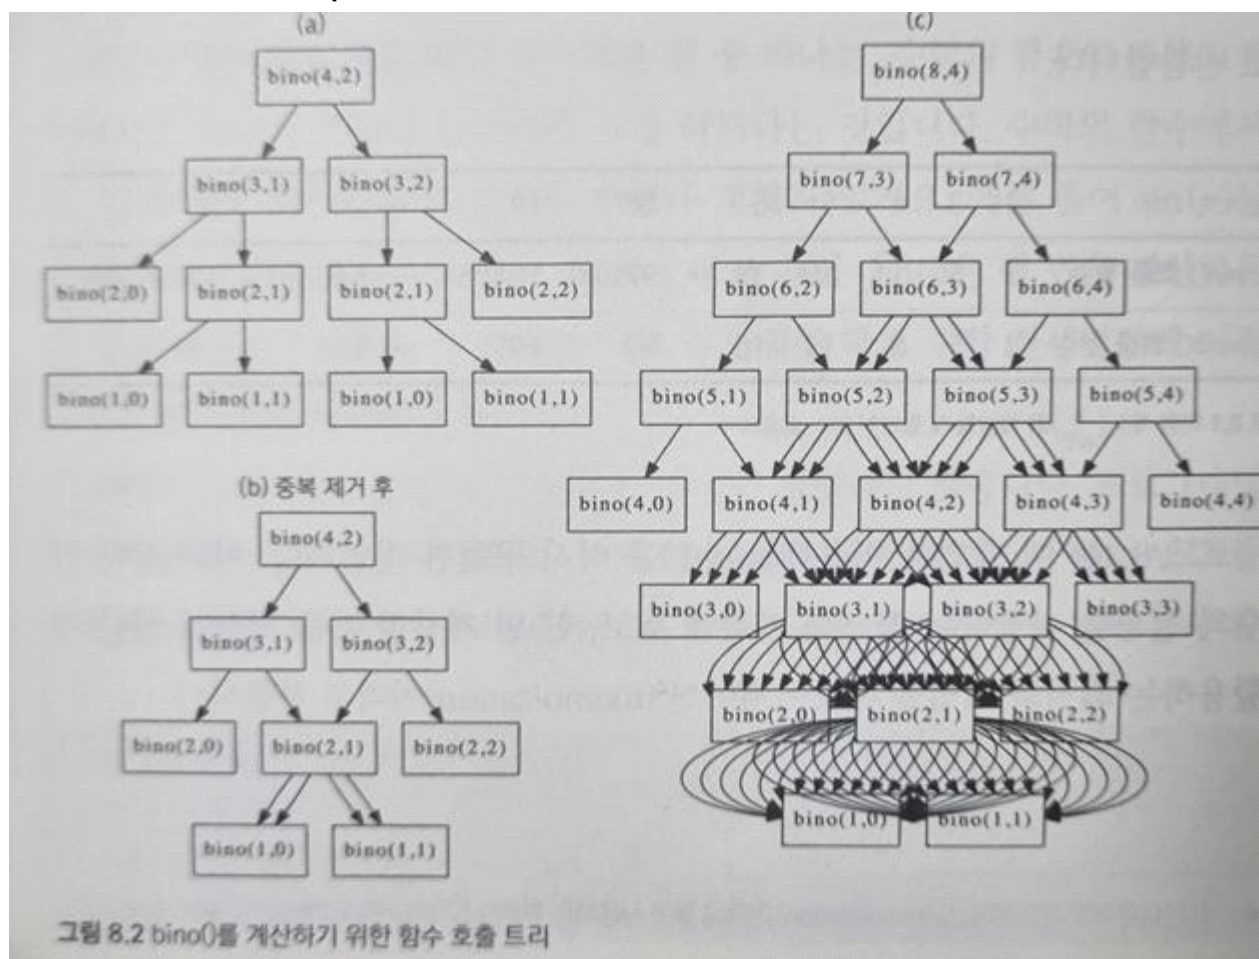 (a)
bino(4,2)
bino(3,1) bino(3,2)
bino(2,0) bino(2,1) bino(2,1) bino(2,2)
bino(1,0) bino(1,1) bino(1,0) bino(1,1)
(b) 중복 제거 후
bino(4,2)
bino(3,1) bino(3,2)
bino(2,0) bino(2,1) bino(2,2)
bino(1,0) bino(1,1)
(c)
bino(8,4)
bino(7,3) bino(7,4)
bino(6,2) bino(6,3) bino(6,4)
bino(5,1) bino(5,2) bino(5,3) bino(5,4)
bino(4,0) bino(4,1) bino(4,2) bino(4,3) bino(4,4)
bino(3,0) bino(3,1) bino(3,2) bino(3,3)
bino(2,0) bino(2,1) bino(2,2)
bino(1,0) bino(1,1)
그림 8.2 bino()를 계산하기 위한 함수 호출 트리